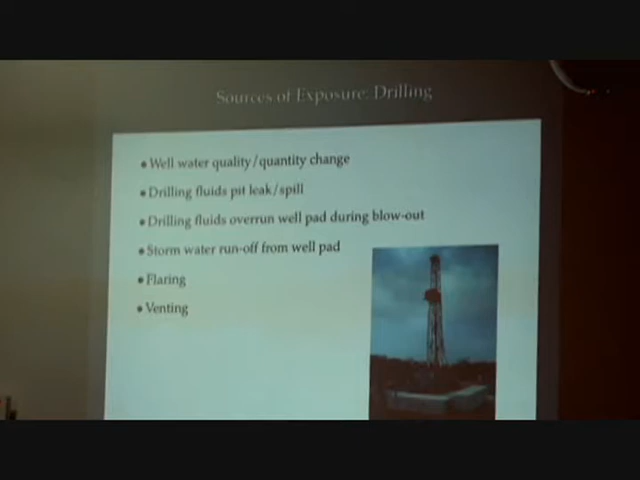 Sources of Exposure: Drilling
• Well water quality/quantity change
• Drilling fluids pit leak/spill
• Drilling fluids overrun well pad during blow-out
• Storm water run-off from well pad
• Flaring
• Venting